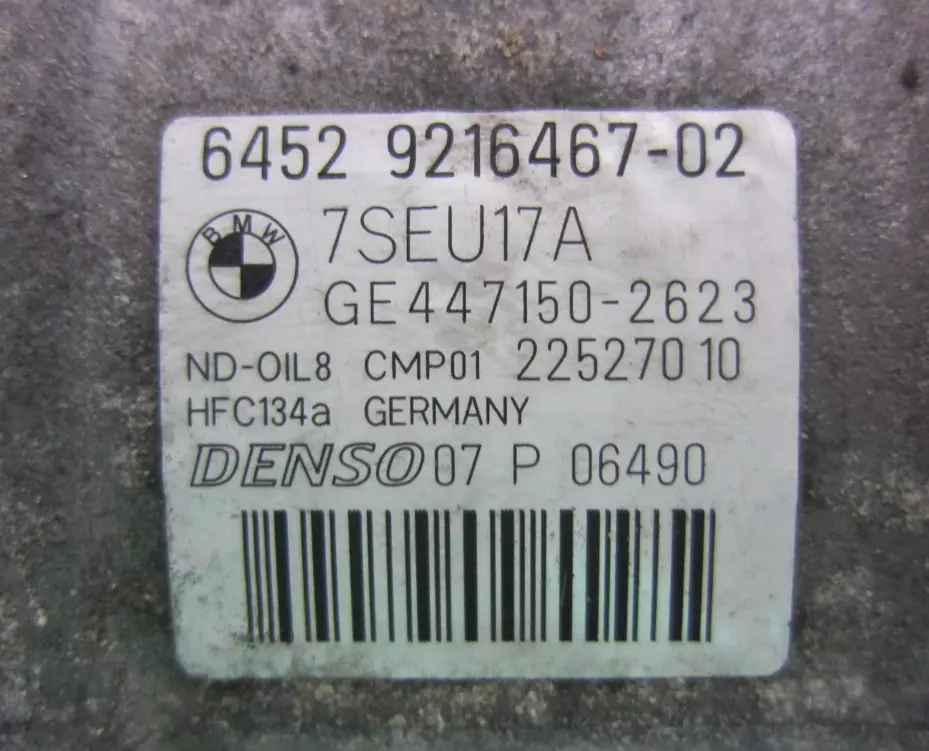 6452 9216467-02
BMW 7SEU17A
GE447150-2623
ND-OIL8 CMP01 22527010
HFC134a GERMANY
DENSO 07 P 06490